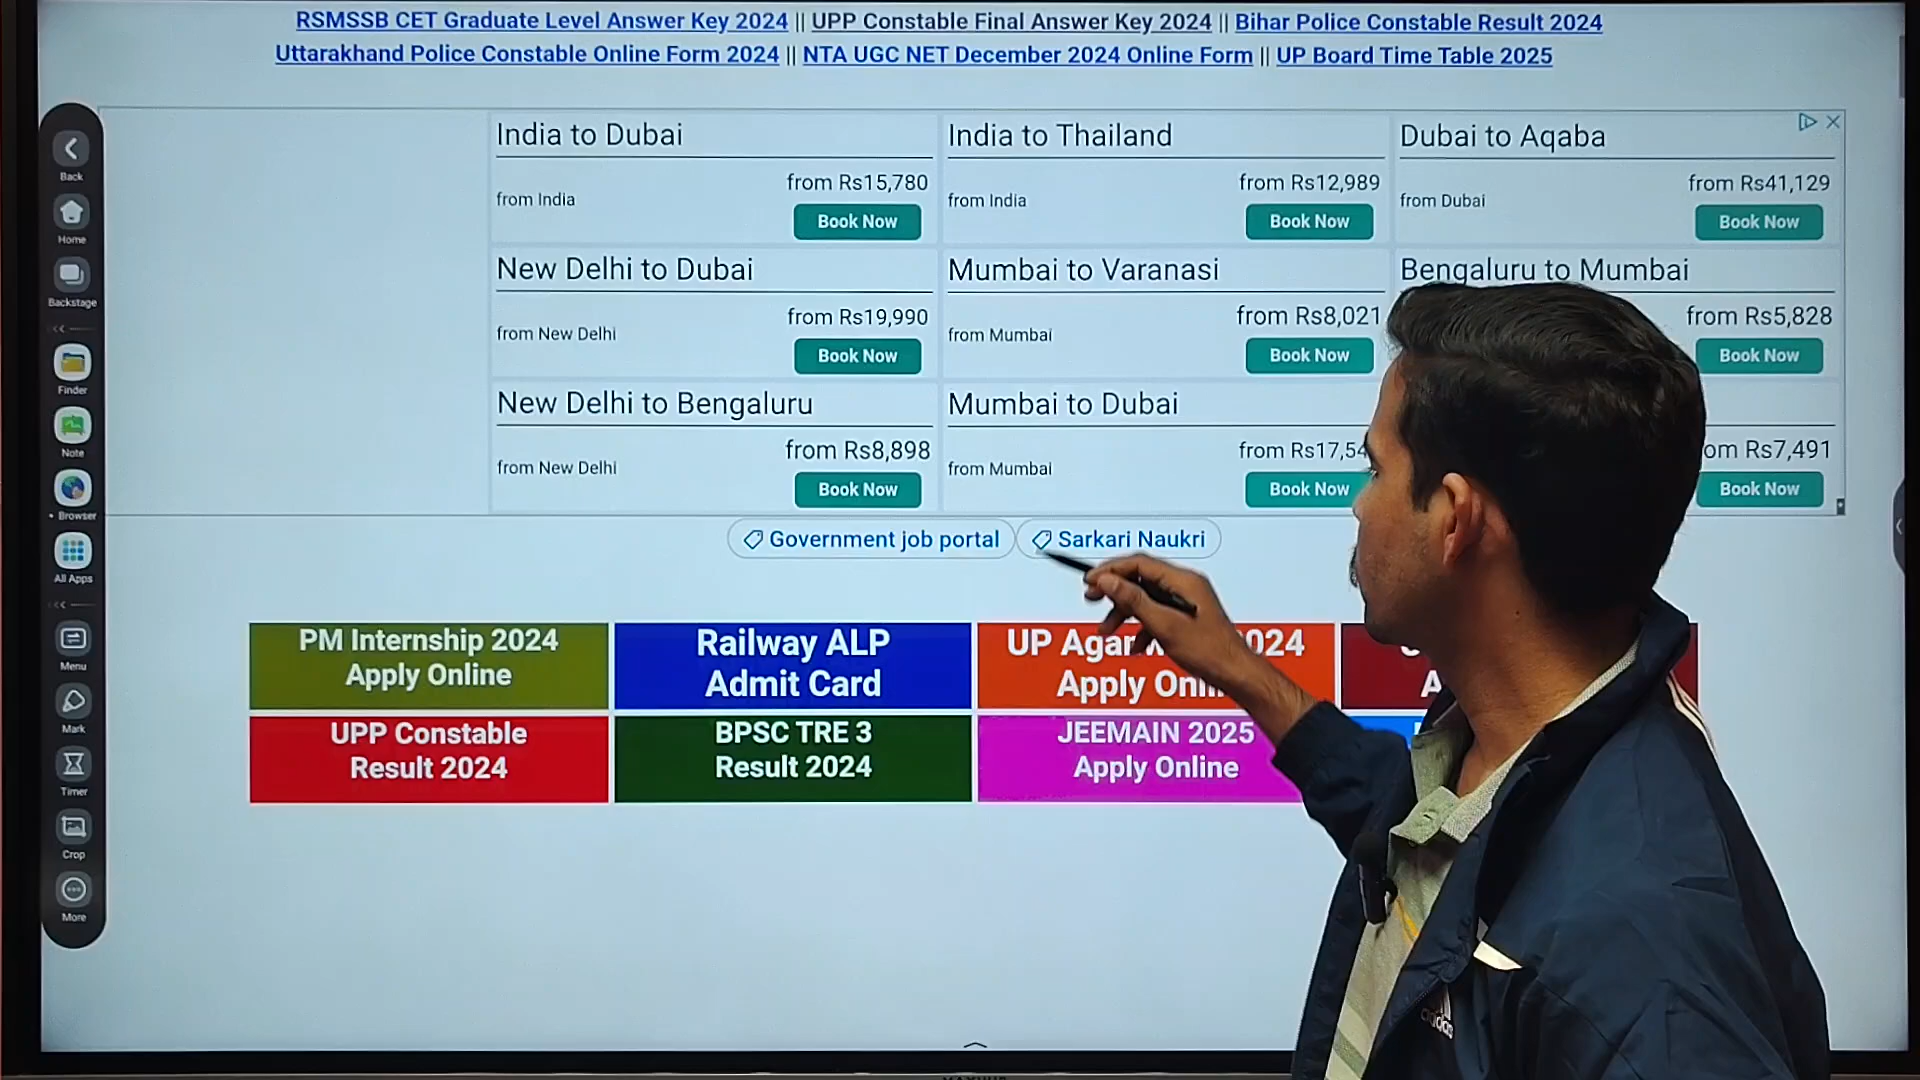 RSMSSB CET Graduate Level Answer Key 2024 || UPP Constable Final Answer Key 2024 || Bihar Police Constable Result 2024
Uttarakhand Police Constable Online Form 2024 || NTA UGC NET December 2024 Online Form || UP Board Time Table 2025
India to Dubai
from India
from Rs15,780
Book Now
India to Thailand
from India
from Rs12,989
Book Now
Dubai to Aqaba
from Dubai
from Rs41,129
Book Now
New Delhi to Dubai
from New Delhi
from Rs19,990
Book Now
Mumbai to Varanasi
from Mumbai
from Rs8,021
Book Now
Bengaluru to Mumbai
from Rs5,828
Book Now
New Delhi to Bengaluru
from New Delhi
from Rs8,898
Book Now
Mumbai to Dubai
from Mumbai
from Rs17,54
Book Now
Rs7,491
Book Now
Government job portal
Sarkari Naukri
PM Internship 2024
Apply Online
Railway ALP
Admit Card
UP
Apply
UPP Constable
Result 2024
BPSC TRE 3
Result 2024
JEEMAIN 2025
Apply Online
Back
Home
Backstage
Finder
Note
Browser
All Apps
Menu
Mark
Timer
Crop
More
adidas